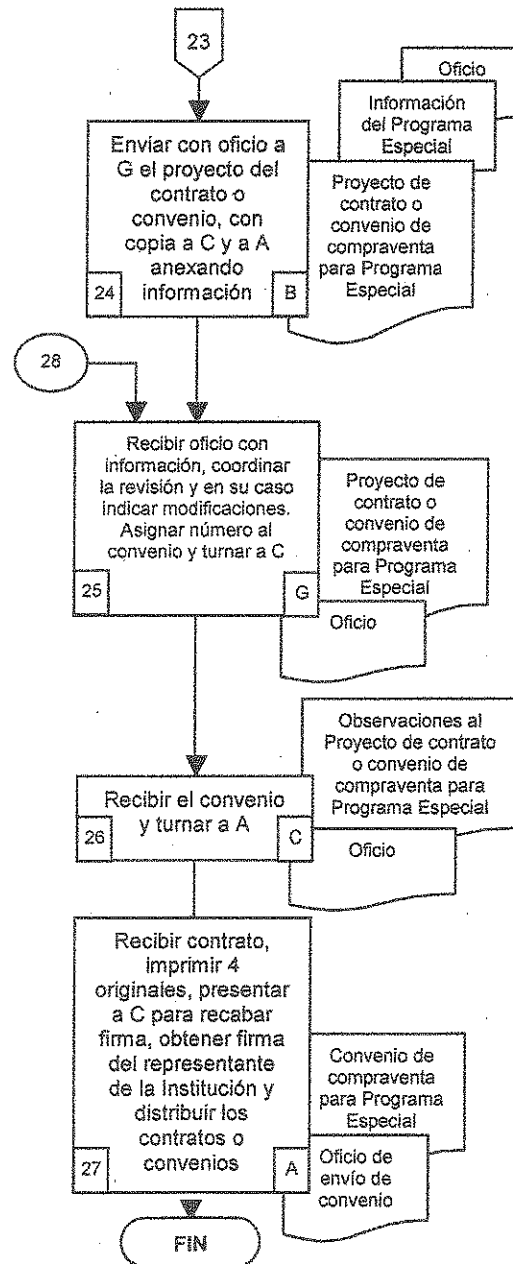 23
Oficio
Información
del Programa
Especial
Envíar con oficio a
G el proyecto del
contrato o
convenio, con
copia a C y a A
anexando
información
24
B
Proyecto de
contrato o
convenio de
compraventa
para Programa
Especial
28
Recibir oficio con
información, coordinar
la revisión y en su caso
indicar modificaciones.
Asignar número al
convenio y turnar a C
25
G
Proyecto de
contrato o
convenio de
compraventa
para Programa
Especial
Oficio
Observaciones al
Proyecto de contrato
o convenio de
compraventa para
Programa Especial
Recibir el convenio
y turnar a A
26
C
Oficio
Recibir contrato,
imprimir 4
originales, presentar
a C para recabar
firma, obtener firma
del representante
de la Institución y
distribuir los
contratos o
convenios
27
A
Convenio de
compraventa
para Programa
Especial
Oficio de
envío de
convenio
FIN